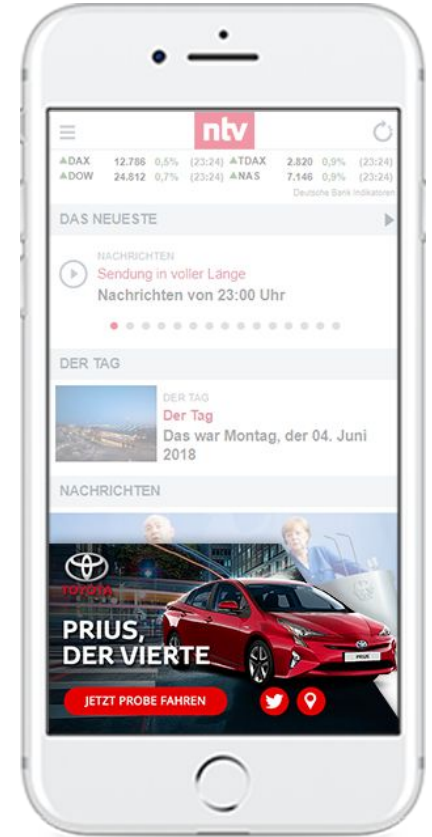 ntv
▲DAX 12.786 0,5% (23:24) ▲TDAX 2.820 0,9% (23:24)
▲DOW 24.812 0,7% (23:24) ▲NAS 7.146 0,9% (23:24)
Deutsche Bank Indikatoren
DAS NEUESTE
NACHRICHTEN
Sendung in voller Länge
Nachrichten von 23:00 Uhr
DER TAG
DER TAG
Der Tag
Das war Montag, der 04. Juni
2018
NACHRICHTEN
TOYOTA
PRIUS,
DER VIERTE
PRIUS
JETZT PROBE FAHREN